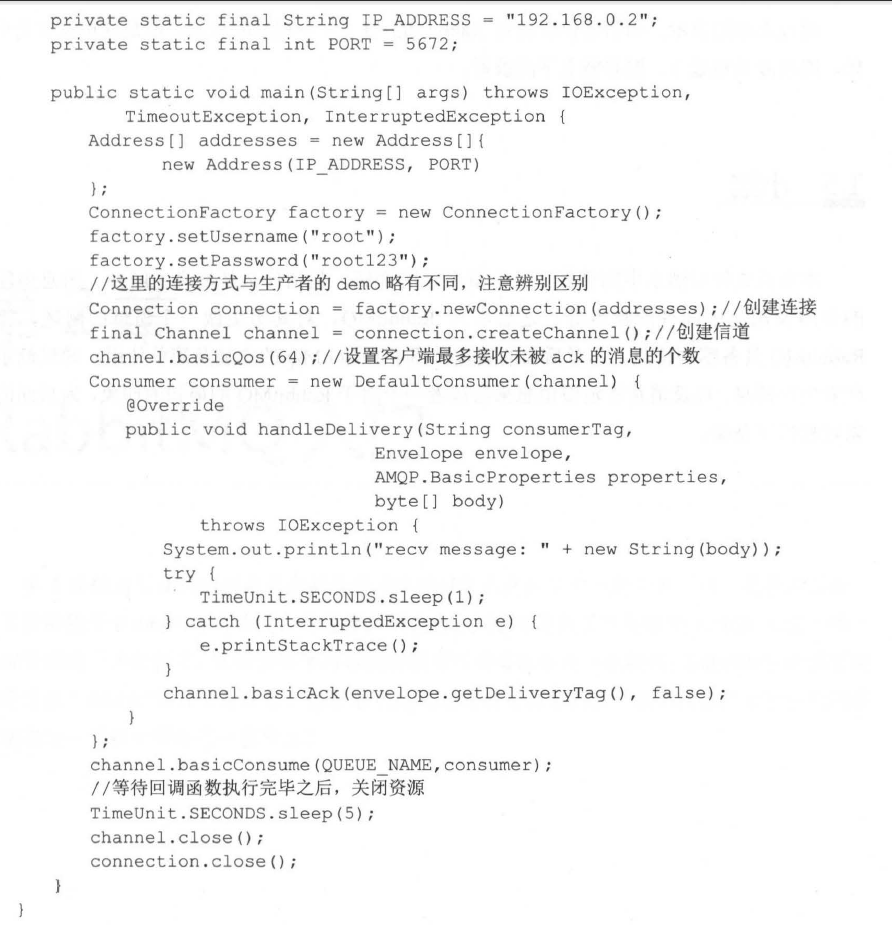 private static final String IP_ADDRESS = "192.168.0.2";
private static final int PORT = 5672;
public static void main(String[] args) throws IOException,
TimeoutException, InterruptedException {
Address[] addresses = new Address[]{
new Address(IP_ADDRESS, PORT)
};
ConnectionFactory factory = new ConnectionFactory();
factory.setUsername("root");
factory.setPassword("root123");
//这里的连接方式与生产者的 demo 略有不同，注意辨别区别
Connection connection = factory.newConnection(addresses);//创建连接
final Channel channel = connection.createChannel();//创建信道
channel.basicQos(64);//设置客户端最多接收未被 ack 的消息的个数
Consumer consumer = new DefaultConsumer(channel) {
@Override
public void handleDelivery(String consumerTag,
Envelope envelope,
AMQP.BasicProperties properties,
byte[] body)
throws IOException {
System.out.println("recv message: " + new String(body));
try {
TimeUnit.SECONDS.sleep(1);
} catch (InterruptedException e) {
e.printStackTrace();
}
channel.basicAck(envelope.getDeliveryTag(), false);
}
};
channel.basicConsume(QUEUE_NAME,consumer);
//等待回调函数执行完毕之后，关闭资源
TimeUnit.SECONDS.sleep(5);
channel.close();
connection.close();
}
}